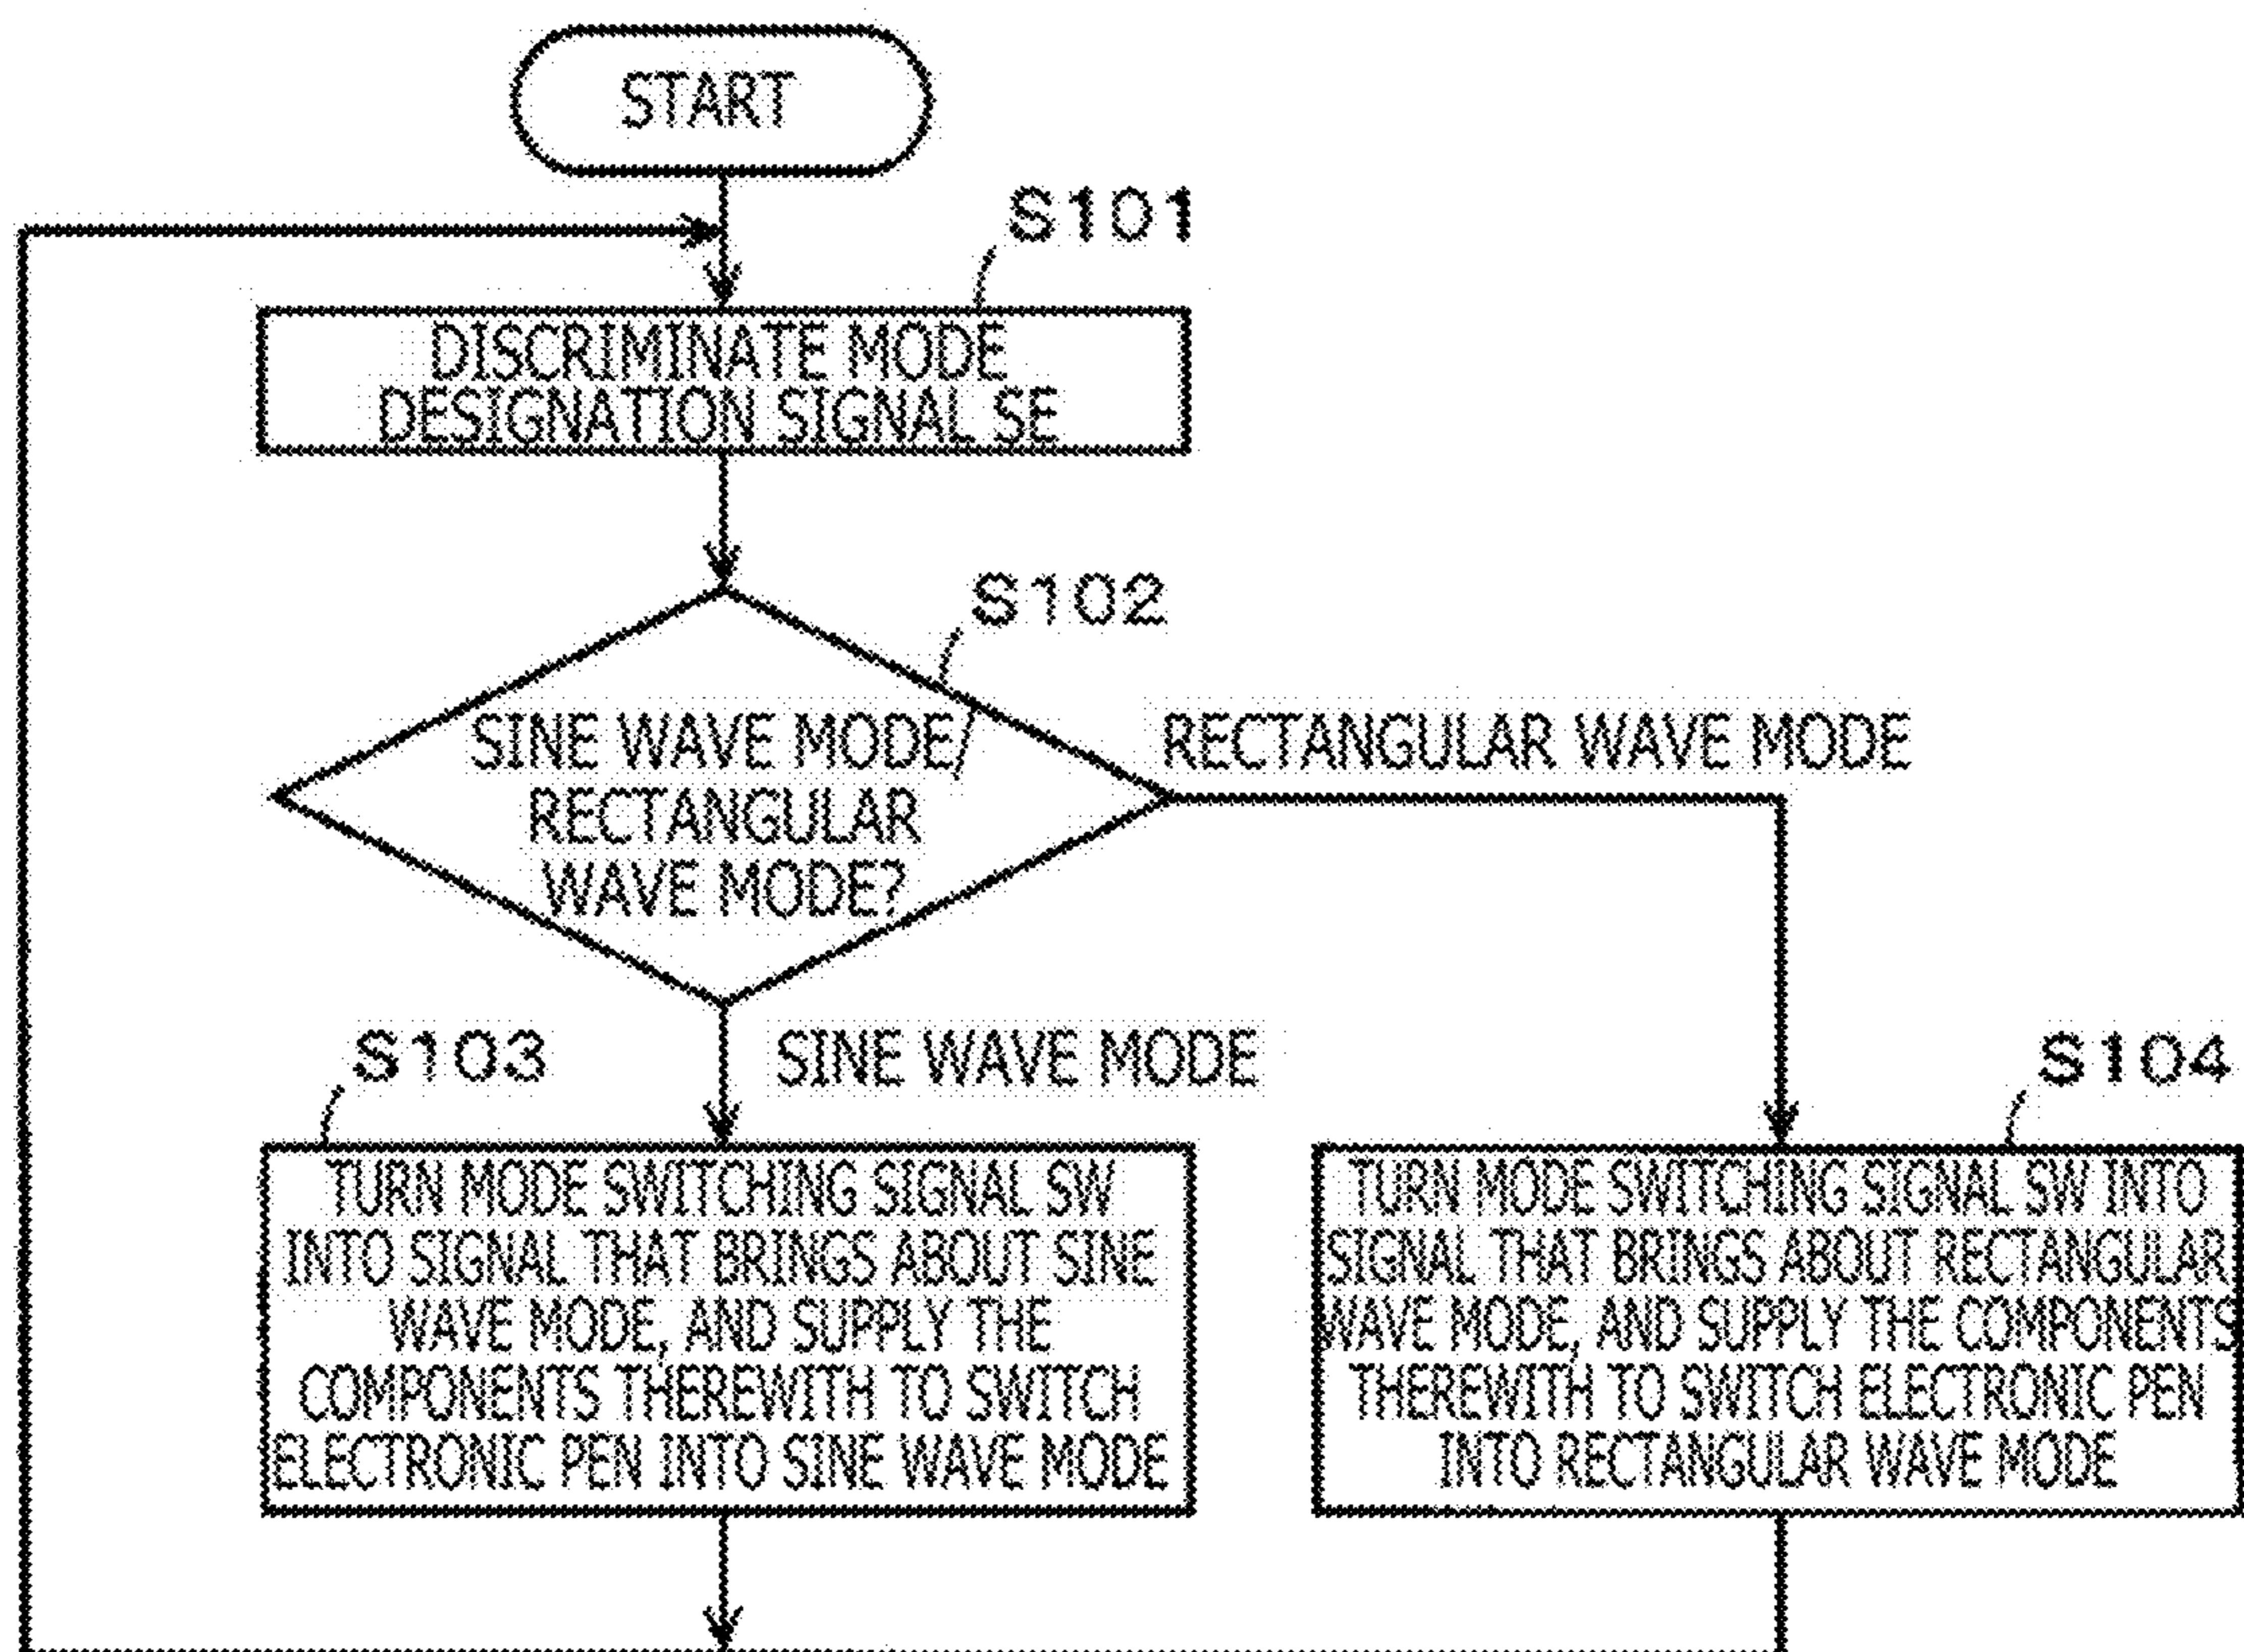 START
S101
DISCRIMINATE MODE
DESIGNATION SIGNAL SE
S102
SINE WAVE MODE/
RECTANGULAR
WAVE MODE?
RECTANGULAR WAVE MODE
S103
SINE WAVE MODE
S104
TURN MODE SWITCHING SIGNAL SW
INTO SIGNAL THAT BRINGS ABOUT SINE
WAVE MODE, AND SUPPLY THE
COMPONENTS THEREWITH TO SWITCH
ELECTRONIC PEN INTO SINE WAVE MODE
TURN MODE SWITCHING SIGNAL SW INTO
SIGNAL THAT BRINGS ABOUT RECTANGULAR
WAVE MODE, AND SUPPLY THE COMPONENTS
THEREWITH TO SWITCH ELECTRONIC PEN
INTO RECTANGULAR WAVE MODE